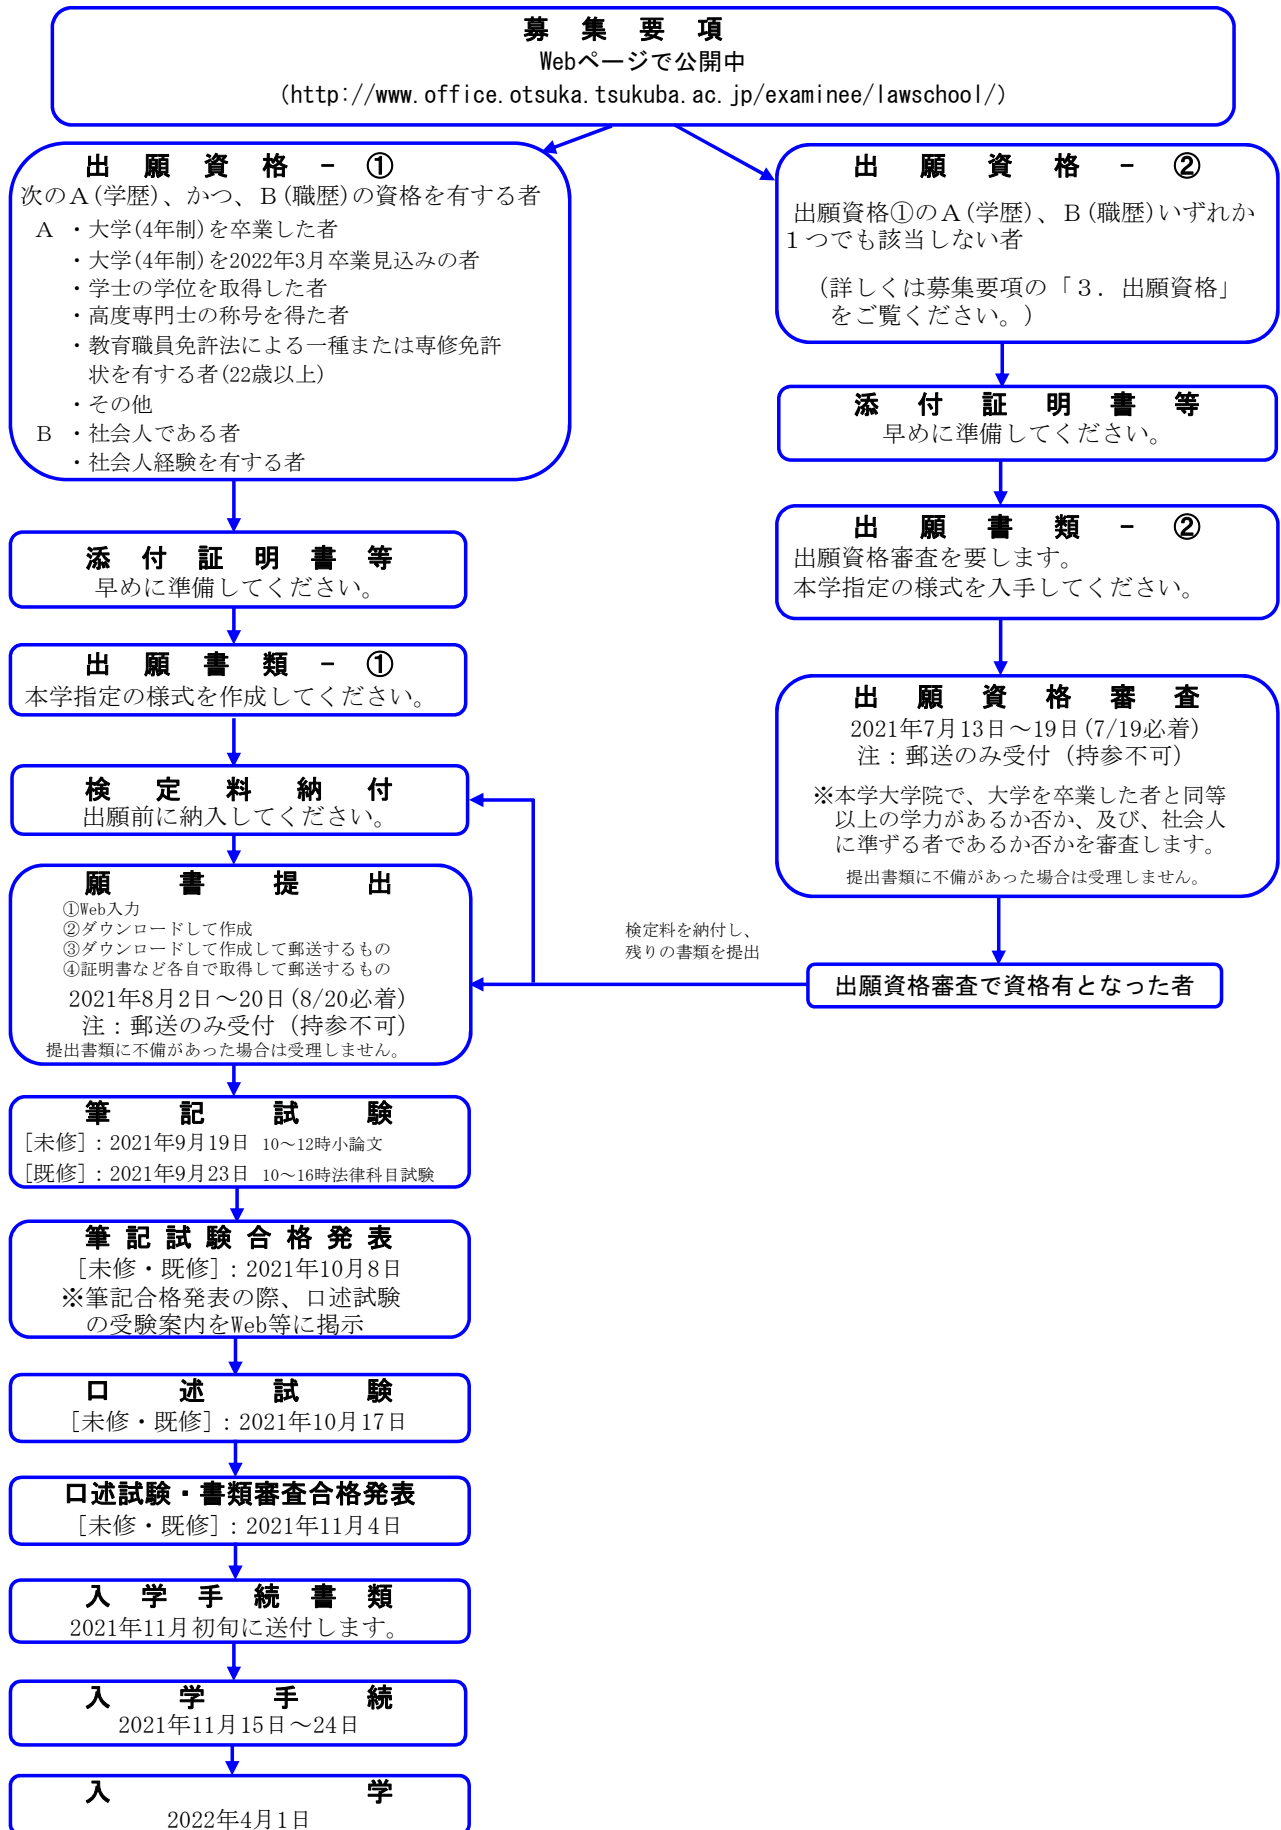 募集要項
Webページで公開中
(http://www.office.otsuka.tsukuba.ac.jp/examinee/lawschool/)
出願資格－①
次のA(学歴)、かつ、B(職歴)の資格を有する者
A ・大学(4年制)を卒業した者
・大学(4年制)を2022年3月卒業見込みの者
・学士の学位を取得した者
・高度専門士の称号を得た者
・教育職員免許法による一種または専修免許
状を有する者(22歳以上)
・その他
B ・社会人である者
・社会人経験を有する者
添付証明書等
早めに準備してください。
出願書類－①
本学指定の様式を作成してください。
検定料納付
出願前に納入してください。
願書提出
①Web入力
②ダウンロードして作成
③ダウンロードして作成して郵送するもの
④証明書など各自で取得して郵送するもの
2021年8月2日～20日(8/20必着)
注：郵送のみ受付（持参不可）
提出書類に不備があった場合は受理しません。
出願資格－②
出願資格①のA(学歴)、B(職歴)いずれか
１つでも該当しない者
（詳しくは募集要項の「３．出願資格」
をご覧ください。）
添付証明書等
早めに準備してください。
出願書類－②
出願資格審査を要します。
本学指定の様式を入手してください。
出願資格審査
2021年7月13日～19日(7/19必着)
注：郵送のみ受付（持参不可）
※本学大学院で、大学を卒業した者と同等
以上の学力があるか否か、及び、社会人
に準ずる者であるか否かを審査します。
提出書類に不備があった場合は受理しません。
出願資格審査で資格有となった者
検定料を納付し、
残りの書類を提出
筆記試験
[未修]：2021年9月19日 10～12時小論文
[既修]：2021年9月23日 10～16時法律科目試験
筆記試験合格発表
[未修・既修]：2021年10月8日
※筆記合格発表の際、口述試験
の受験案内をWeb等に掲示
口述試験
[未修・既修]：2021年10月17日
口述試験・書類審査合格発表
[未修・既修]：2021年11月4日
入学手続書類
2021年11月初旬に送付します。
入学手続
2021年11月15日～24日
入学
2022年4月1日